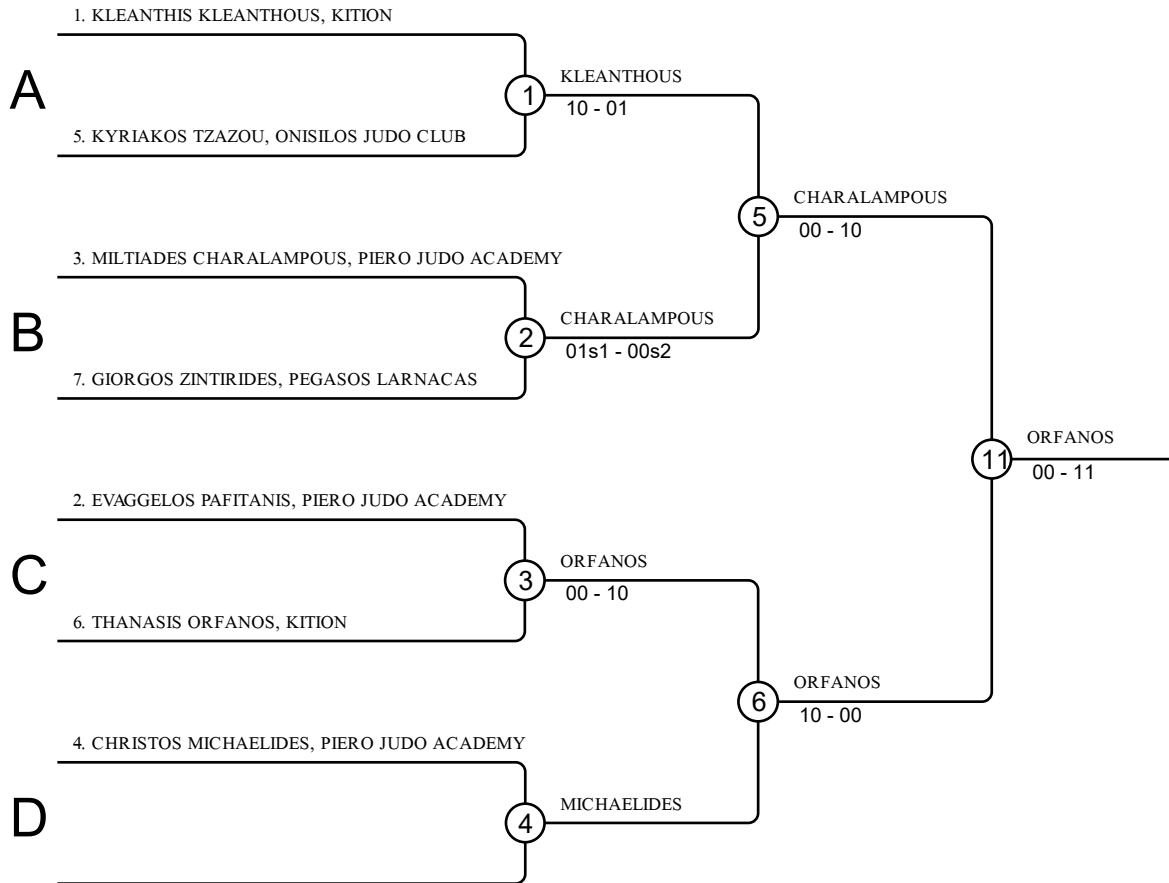 1. KLEANTHIS KLEANTHOUS, KITION
A
1
KLEANTHOUS
10 - 01
5. KYRIAKOS TZAZOU, ONISILOS JUDO CLUB
5
CHARALAMPOUS
00 - 10
3. MILTIADES CHARALAMPOUS, PIERO JUDO ACADEMY
B
2
CHARALAMPOUS
01s1 - 00s2
7. GIORGOS ZINTIRIDES, PEGASOS LARNACAS
11
ORFANOS
00 - 11
2. EVAGGELOS PAFITANIS, PIERO JUDO ACADEMY
C
3
ORFANOS
00 - 10
6. THANASIS ORFANOS, KITION
6
ORFANOS
10 - 00
4. CHRISTOS MICHAELIDES, PIERO JUDO ACADEMY
D
4
MICHAELIDES